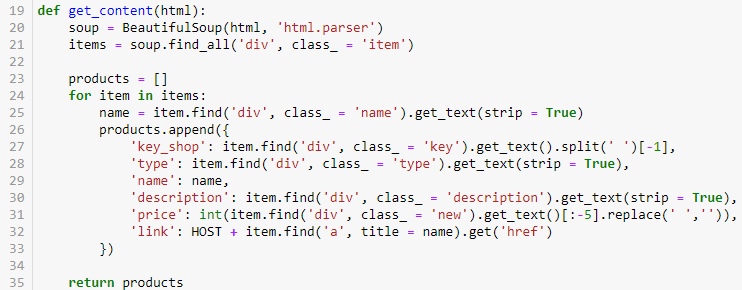 19 def get_content(html):
20     soup = BeautifulSoup(html, 'html.parser')
21     items = soup.find_all('div', class_ = 'item')
22
23     products = []
24     for item in items:
25         name = item.find('div', class_ = 'name').get_text(strip = True)
26         products.append({
27             'key_shop': item.find('div', class_ = 'key').get_text().split(' ')[-1],
28             'type': item.find('div', class_ = 'type').get_text(strip = True),
29             'name': name,
30             'description': item.find('div', class_ = 'description').get_text(strip = True),
31             'price': int(item.find('div', class_ = 'new').get_text()[:-5].replace(' ','')),
32             'link': HOST + item.find('a', title = name).get('href')
33         })
34
35     return products